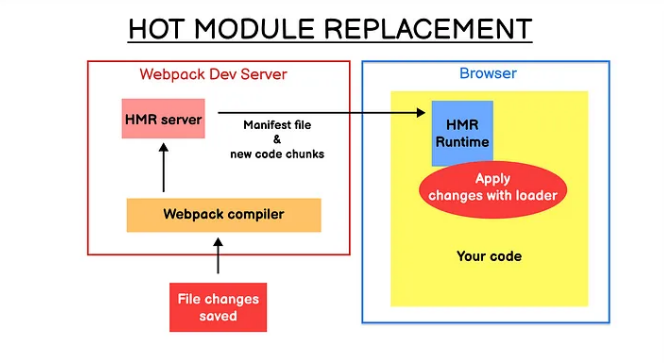 HOT MODULE REPLACEMENT
Webpack Dev Server
HMR server
Manifest file
&
new code chunks
Webpack compiler
File changes
saved
Browser
HMR
Runtime
Apply
changes with loader
Your code